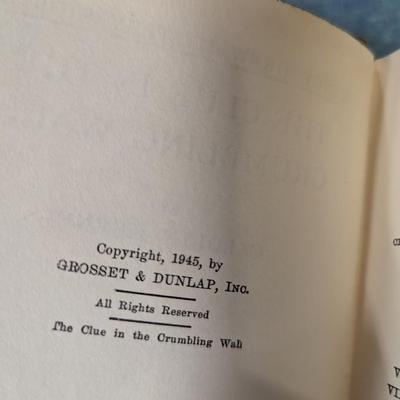 Copyright, 1945, by
GROSSET & DUNLAP, INC.
All Rights Reserved
The Clue in the Crumbling Wall